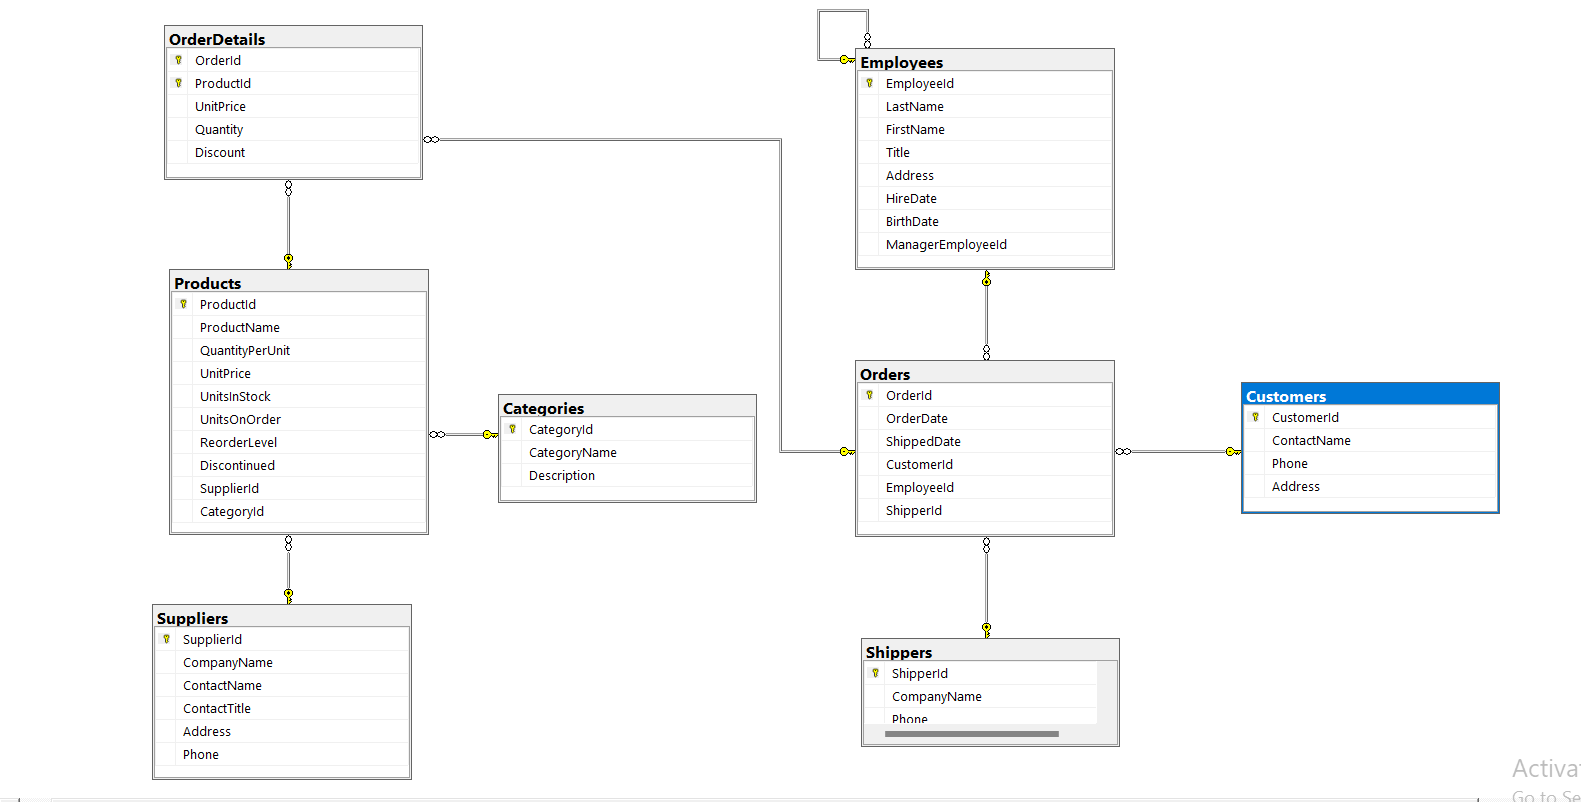 OrderDetails
OrderId
ProductId
UnitPrice
Quantity
Discount
Employees
EmployeeId
LastName
FirstName
Title
Address
HireDate
BirthDate
ManagerEmployeeId
Products
ProductId
ProductName
QuantityPerUnit
UnitPrice
UnitsInStock
UnitsOnOrder
ReorderLevel
Discontinued
SupplierId
CategoryId
Categories
CategoryId
CategoryName
Description
Orders
OrderId
OrderDate
ShippedDate
CustomerId
EmployeeId
ShipperId
Customers
CustomerId
ContactName
Phone
Address
Suppliers
SupplierId
CompanyName
ContactName
ContactTitle
Address
Phone
Shippers
ShipperId
CompanyName
Phone
Activa
Go to Se